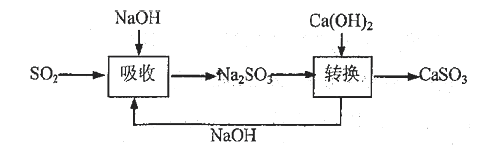 NaOH
Ca(OH)₂
SO₂
吸收
Na₂SO₃
转换
CaSO₃
NaOH